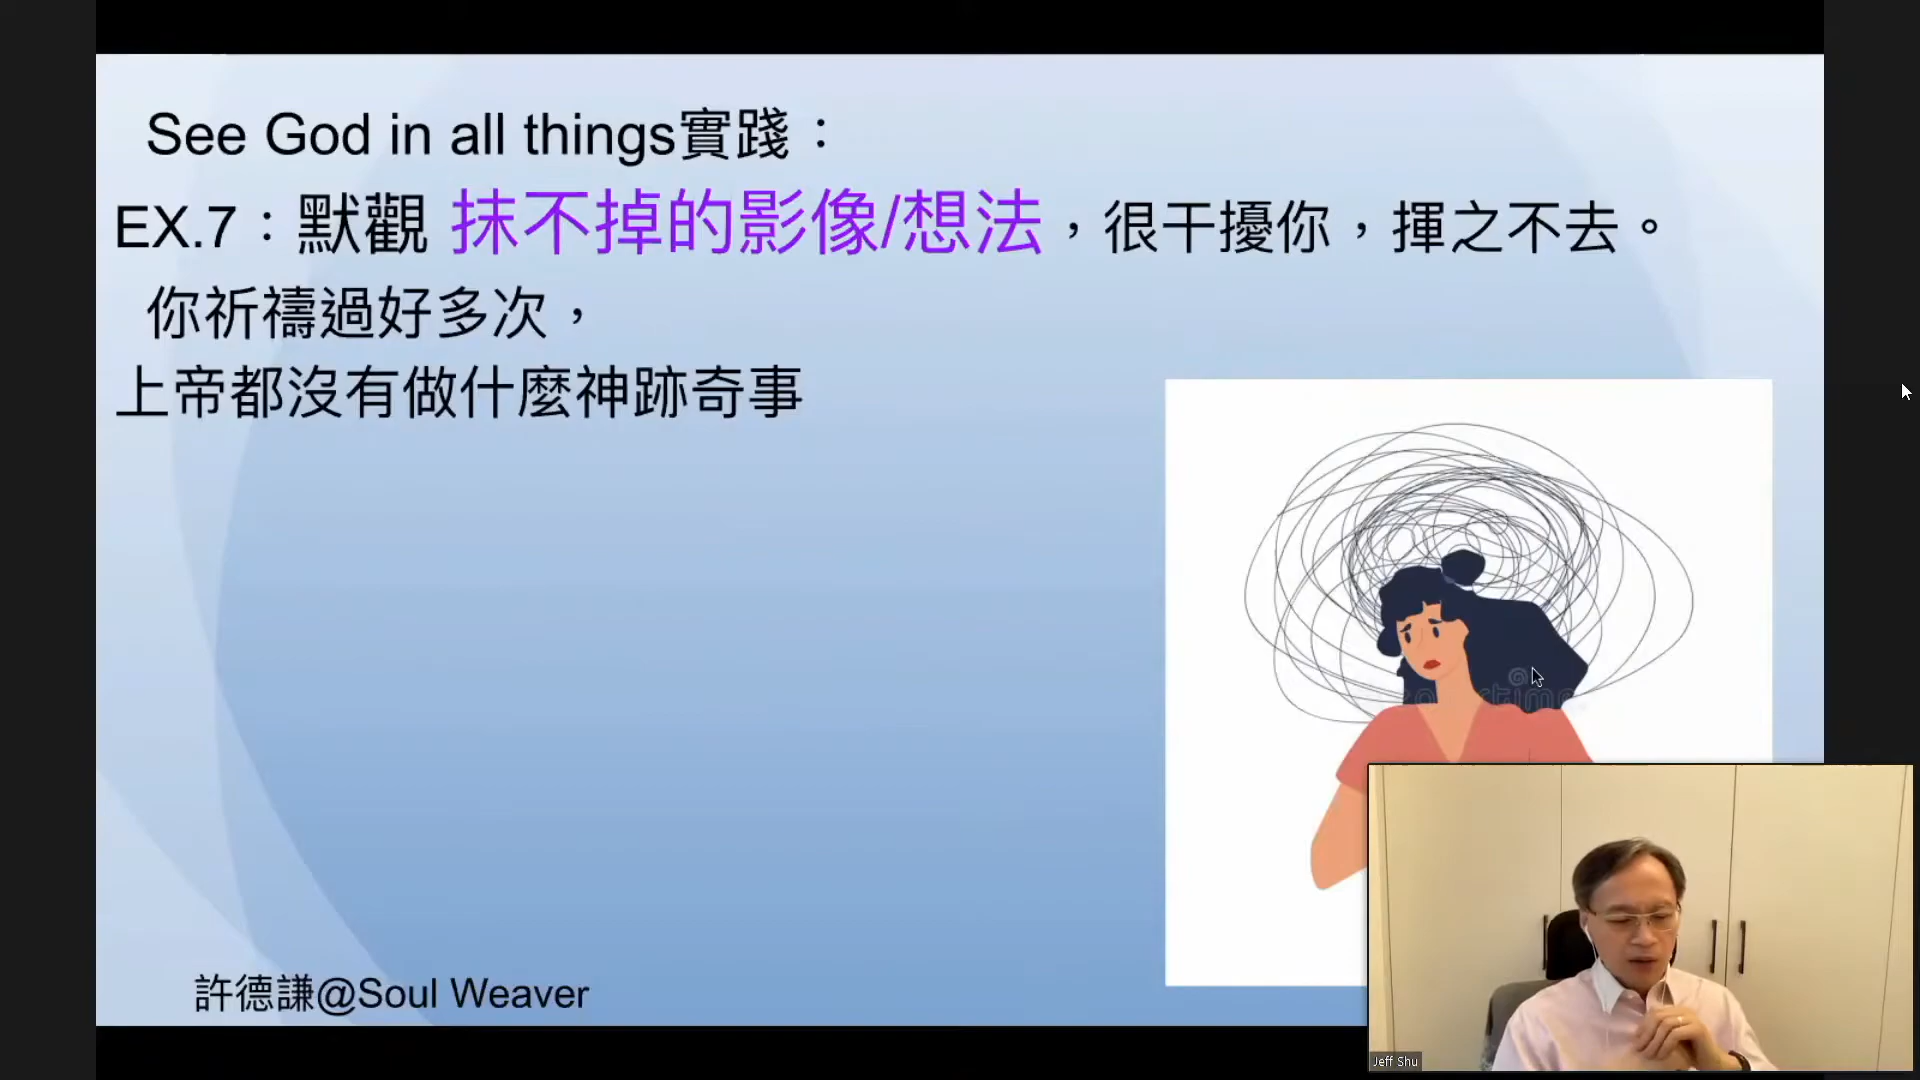 See God in all things實踐：
EX.7：默觀 抹不掉的影像/想法，很干擾你，揮之不去。
你祈禱過好多次，
上帝都沒有做什麼神跡奇事
許德謙@Soul Weaver
Jeff Shu